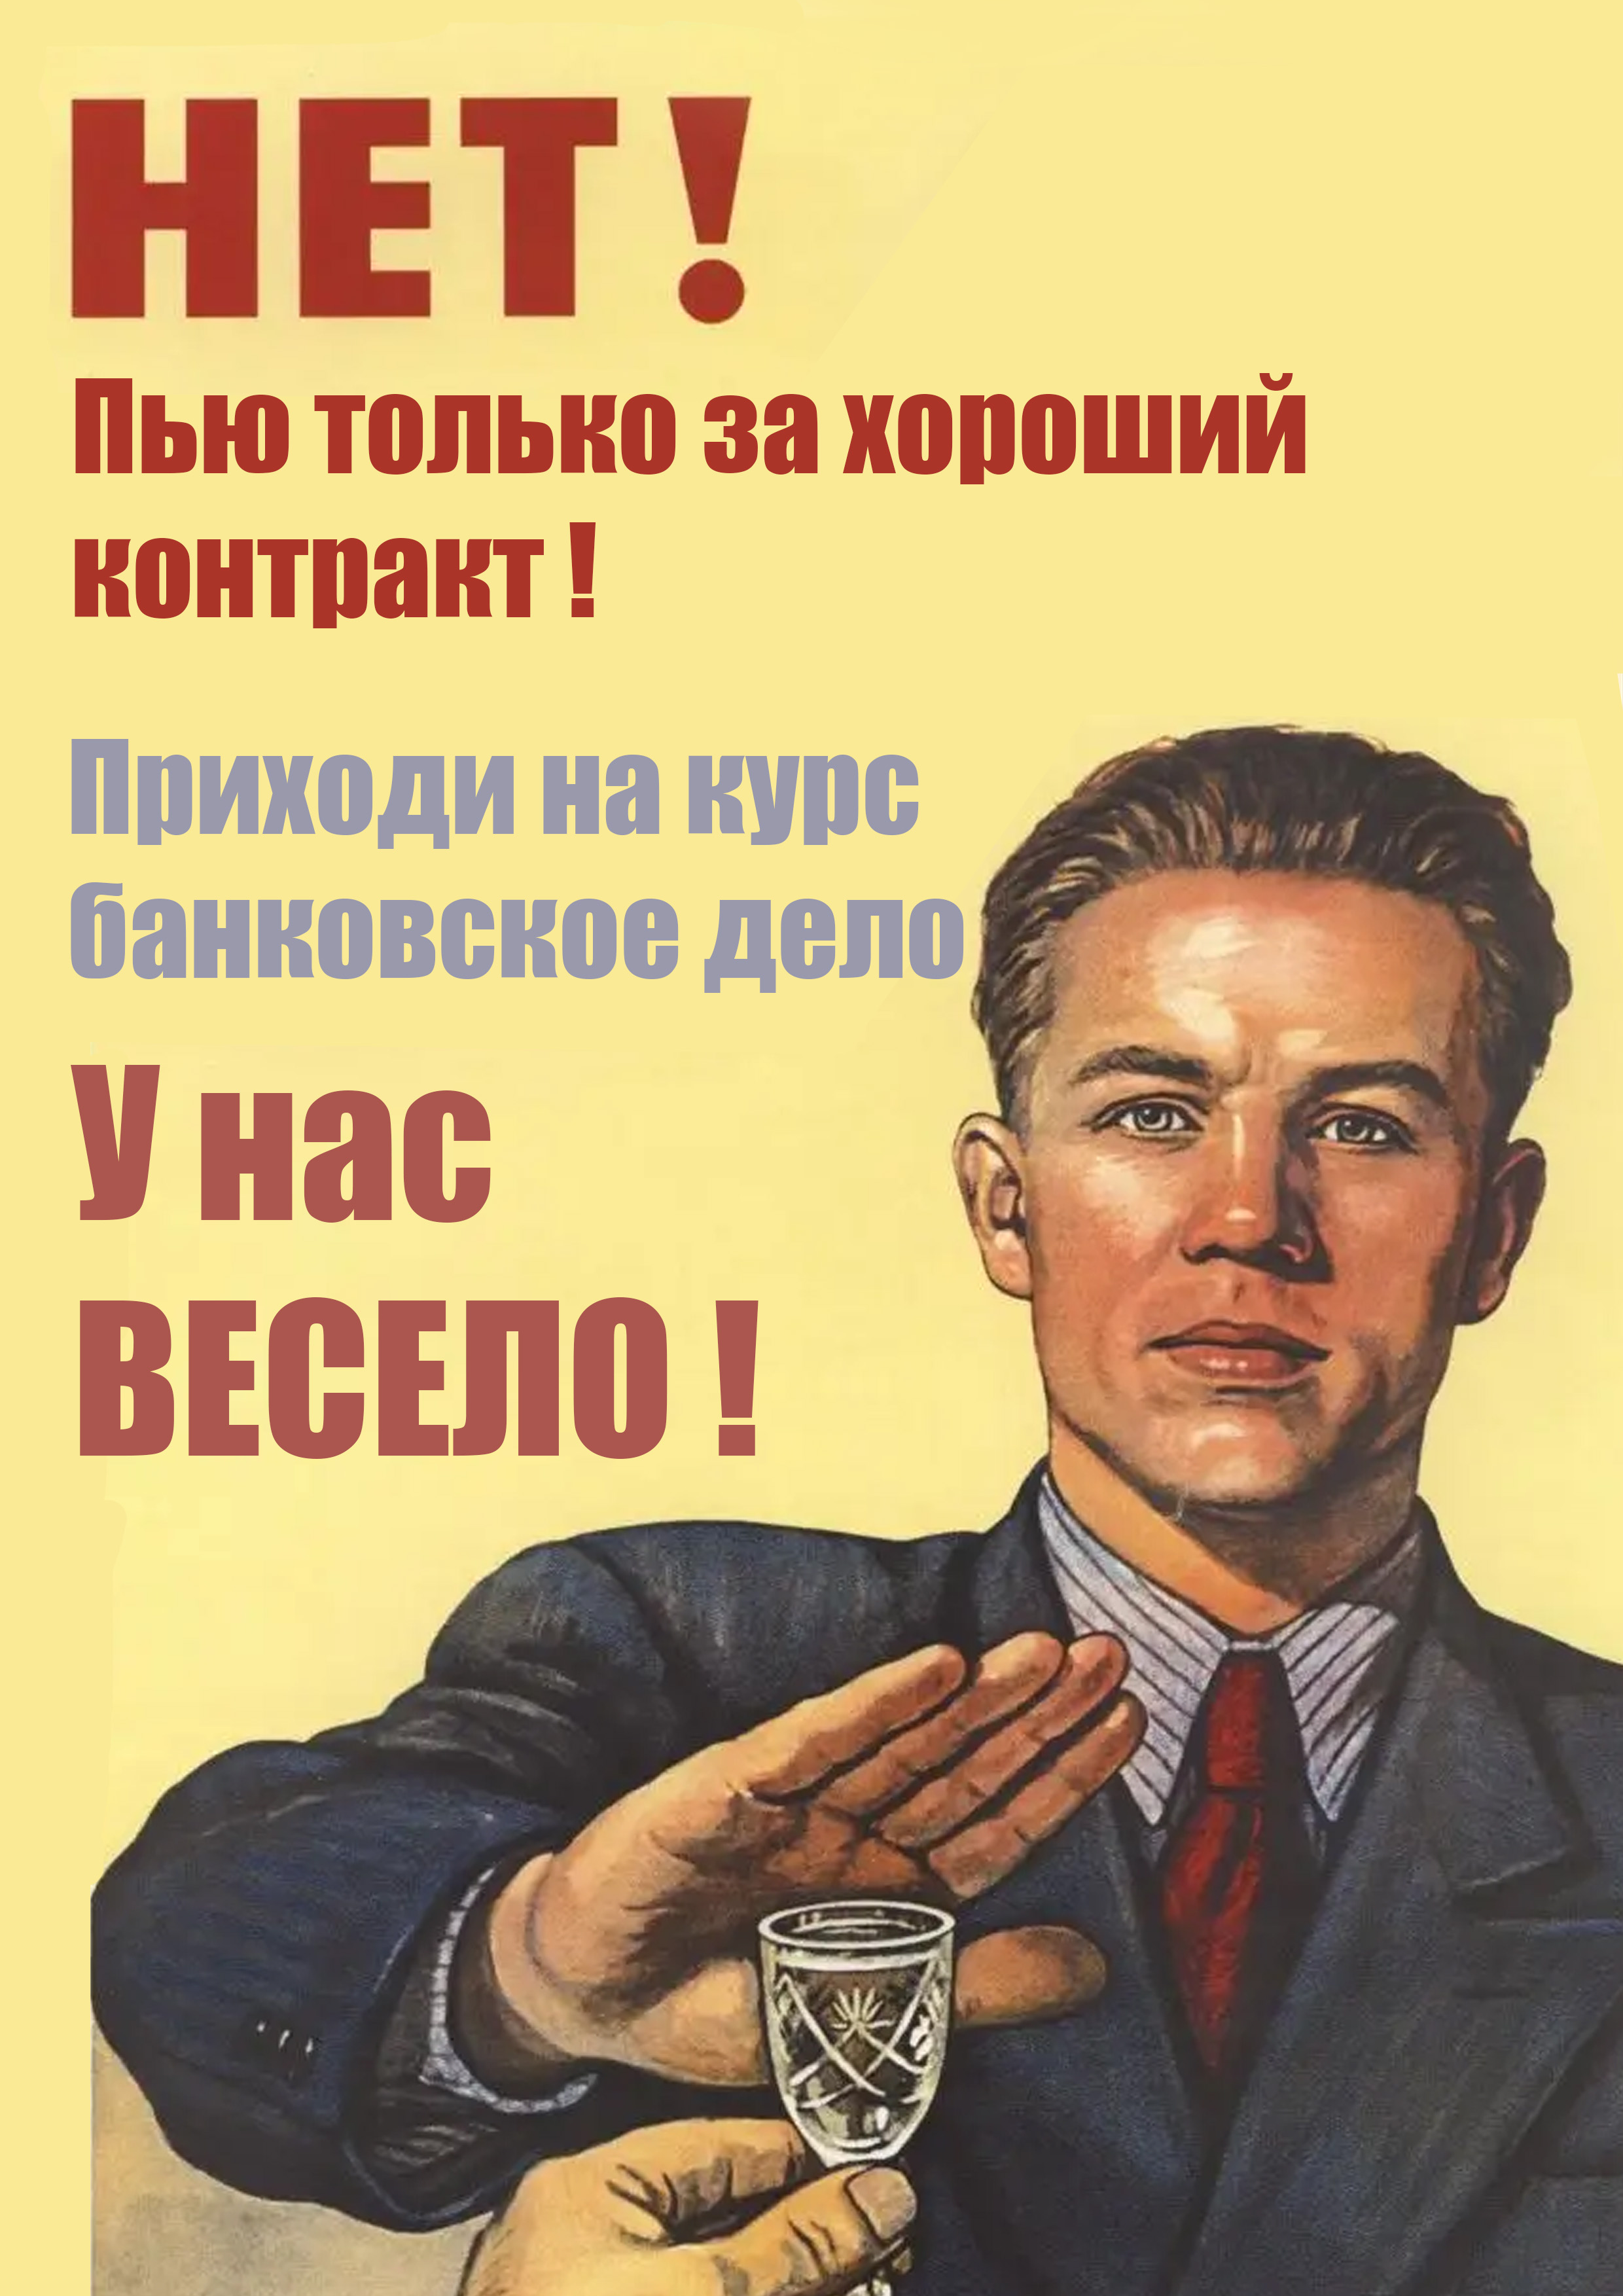 НЕТ!
Пью только за хороший
контракт !
Приходи на курс
банковское дело
У нас
ВЕСЕЛО !